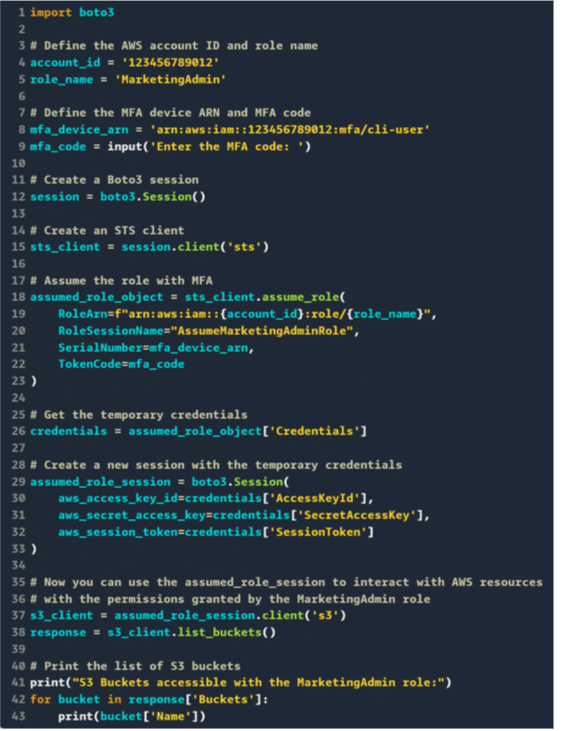 1 import boto3
2
3 # Define the AWS account ID and role name
4 account_id = '123456789012'
5 role_name = 'MarketingAdmin'
6
7 # Define the MFA device ARN and MFA code
8 mfa_device_arn = 'arn:aws:iam::123456789012:mfa/cli-user'
9 mfa_code = input('Enter the MFA code: ')
10
11 # Create a Boto3 session
12 session = boto3.Session()
13
14 # Create an STS client
15 sts_client = session.client('sts')
16
17 # Assume the role with MFA
18 assumed_role_object = sts_client.assume_role(
19     RoleArn=f"arn:aws:iam::{account_id}:role/{role_name}",
20     RoleSessionName="AssumeMarketingAdminRole",
21     SerialNumber=mfa_device_arn,
22     TokenCode=mfa_code
23 )
24
25 # Get the temporary credentials
26 credentials = assumed_role_object['Credentials']
27
28 # Create a new session with the temporary credentials
29 assumed_role_session = boto3.Session(
30     aws_access_key_id=credentials['AccessKeyId'],
31     aws_secret_access_key=credentials['SecretAccessKey'],
32     aws_session_token=credentials['SessionToken']
33 )
34
35 # Now you can use the assumed_role_session to interact with AWS resources
36 # with the permissions granted by the MarketingAdmin role
37 s3_client = assumed_role_session.client('s3')
38 response = s3_client.list_buckets()
39
40 # Print the list of S3 buckets
41 print("S3 Buckets accessible with the MarketingAdmin role:")
42 for bucket in response['Buckets']:
43     print(bucket['Name'])